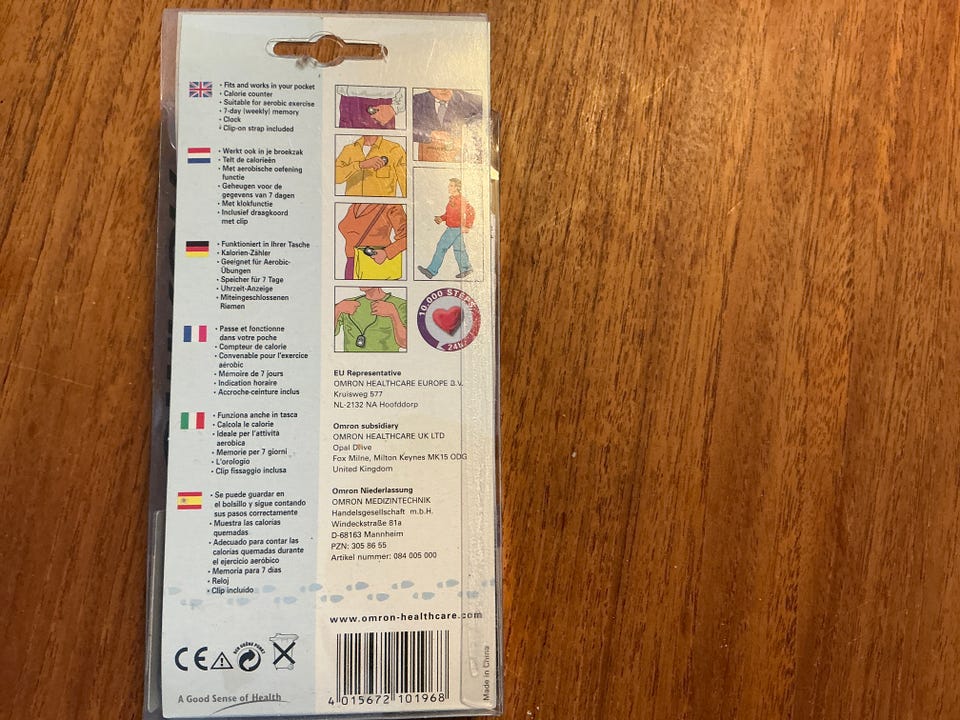 • Fits and works in your pocket
• Calorie counter
• Suitable for aerobic exercise
• 7-day (weekly) memory
• Clock
• Clip-on strap included
• Werkt ook in je broekzak
• Telt de calorieën
• Met aerobische oefening
functie
• Geheugen voor de
gegevens van 7 dagen
• Met klokfunctie
• Inclusief draagkoord
met clip
• Funktioniert in Ihrer Tasche
• Kalorien-Zähler
• Geeignet für Aerobic-
Übungen
• Speicher für 7 Tage
• Uhrzeit-Anzeige
• Miteingeschlossenen
Riemen
• Passe et fonctionne
dans votre poche
• Compteur de calorie
• Convenable pour l'exercice
aérobic
• Memoire de 7 jours
• Indication horaire
• Accroche-ceinture inclus
• Funziona anche in tasca
• Calcola le calorie
• Ideale per l'attivita
aerobica
• Memorie per 7 giorni
• L'orologio
• Clip fissaggio inclusa
• Se puede guardar en
el bolsillo y sigue contando
sus pasos correctamente
• Muestra las calorías
quemadas
• Adecuado para contar las
calorías quemadas durante
el ejercicio aeróbico
• Memoria para 7 días
• Reloj
• Clip incluído
CE
DER GRÜNE PUNKT
A Good Sense of Health
10,000 STEPS
EU Representative
OMRON HEALTHCARE EUROPE B.V.
Kruisweg 577
NL-2132 NA Hoofddorp
Omron subsidiary
OMRON HEALTHCARE UK LTD
Opal Drive
Fox Milne, Milton Keynes MK15 0DG
United Kingdom
Omron Niederlassung
OMRON MEDIZINTECHNIK
Handelsgesellschaft m.b.H.
Windeckstraße 81a
D-68163 Mannheim
PZN: 305 86 55
Artikel nummer: 084 005 000
www.omron-healthcare.com
4 015672 101968
Made in China